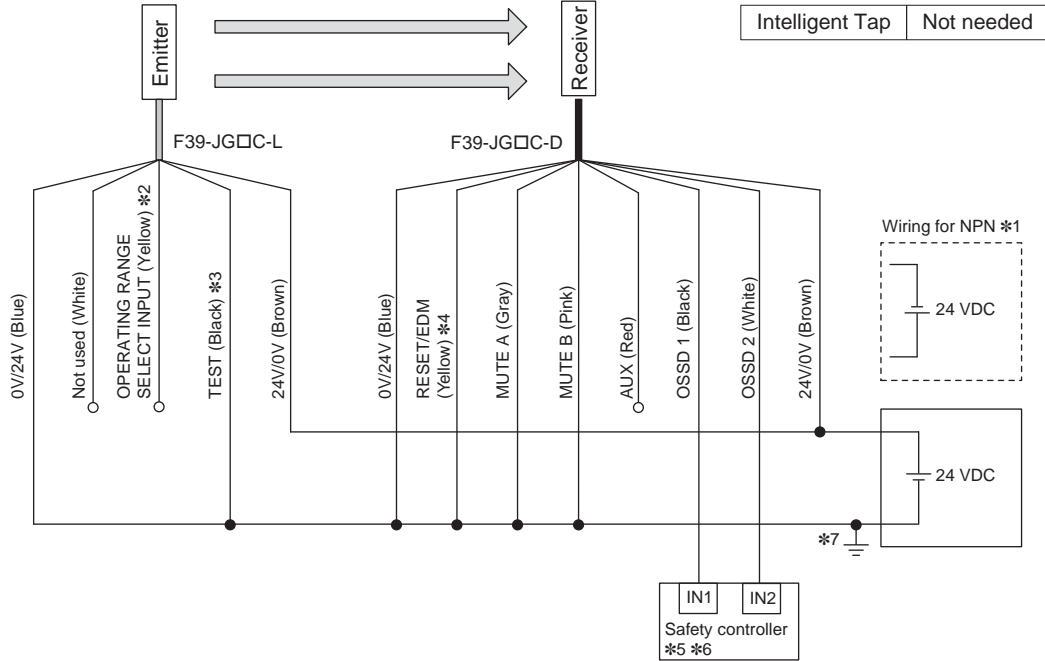 Emitter
Receiver
Intelligent Tap
Not needed
F39-JG□C-L
F39-JG□C-D
0V/24V (Blue)
Not used (White)
OPERATING RANGE
SELECT INPUT (Yellow) *2
TEST (Black) *3
24V/0V (Brown)
0V/24V (Blue)
RESET/EDM
(Yellow) *4
MUTE A (Gray)
MUTE B (Pink)
AUX (Red)
OSSD 1 (Black)
OSSD 2 (White)
24V/0V (Brown)
Wiring for NPN *1
24 VDC
24 VDC
*7
IN1
IN2
Safety controller
*5 *6